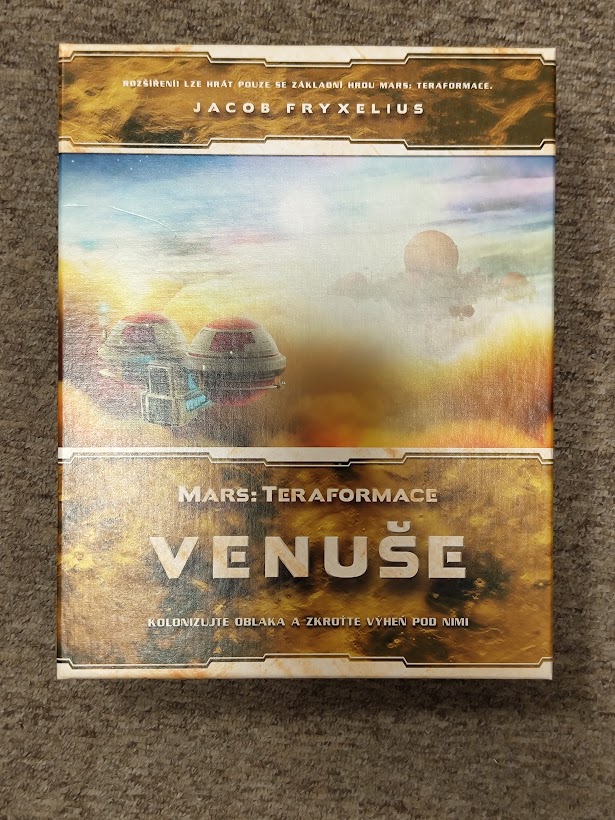 ROZŠÍŘENÍ! LZE HRÁT POUZE SE ZÁKLADNÍ HROU MARS: TERAFORMACE.
JACOB FRYXELIUS
MARS: TERAFORMACE
VENUŠE
KOLONIZUJTE OBLAKA A ZKROŤTE VÝHEŇ POD NIMI